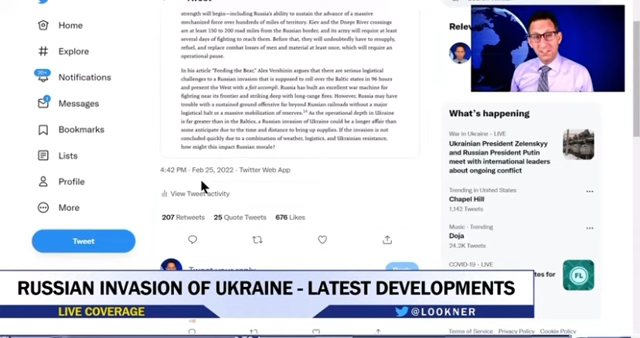 Home
Explore
20+
Notifications
Messages
Bookmarks
Lists
Profile
More
Tweet
strength will begin—including Russia's ability to sustain the advance of a massive
mechanized force over hundreds of miles of territory. Kiev and the Dnepr River crossings
are at least 150 to 200 road miles from the Russian border, and its army will require at least
several days of fighting to reach them. Before that, they will undoubtedly have to resupply,
refuel, and replace combat losses of men and material at least once, which will require an
operational pause.
In his article "Feeding the Bear," Alex Vershinin argues that there are serious logistical
challenges to a Russian invasion that is supposed to roll over the Baltic states in 96 hours
and present the West with a fait accompli. Russia has built an excellent war machine for
fighting near its frontier and striking deep with long-range fires. However, Russia may have
trouble with a sustained ground offensive far beyond Russian railroads without a major
logistical halt or a massive mobilization of reserves.
As the operational depth in Ukraine
is far greater than in the Baltics, a Russian invasion of Ukraine could be a longer affair than
some anticipate due to the time and distance to bring up supplies. If the invasion is not
concluded quickly due to a combination of weather, logistics, and Ukrainian resistance,
how might this impact Russian morale?
4:42 PM · Feb 25, 2022 · Twitter Web App
View Tweet activity
207 Retweets 25 Quote Tweets 676 Likes
Tweet your reply
Relev
What's happening
War in Ukraine · LIVE
Ukrainian President Zelenskyy
and Russian President Putin
meet with international leaders
about ongoing conflict
Trending in United States
Chapel Hill
1,142 Tweets
Music · Trending
Doja
24.2K Tweets
COVID-19 · LIVE
tes for
FL
Terms of Service Privacy Policy Cookie Policy
RUSSIAN INVASION OF UKRAINE - LATEST DEVELOPMENTS
LIVE COVERAGE
@LOOKNER